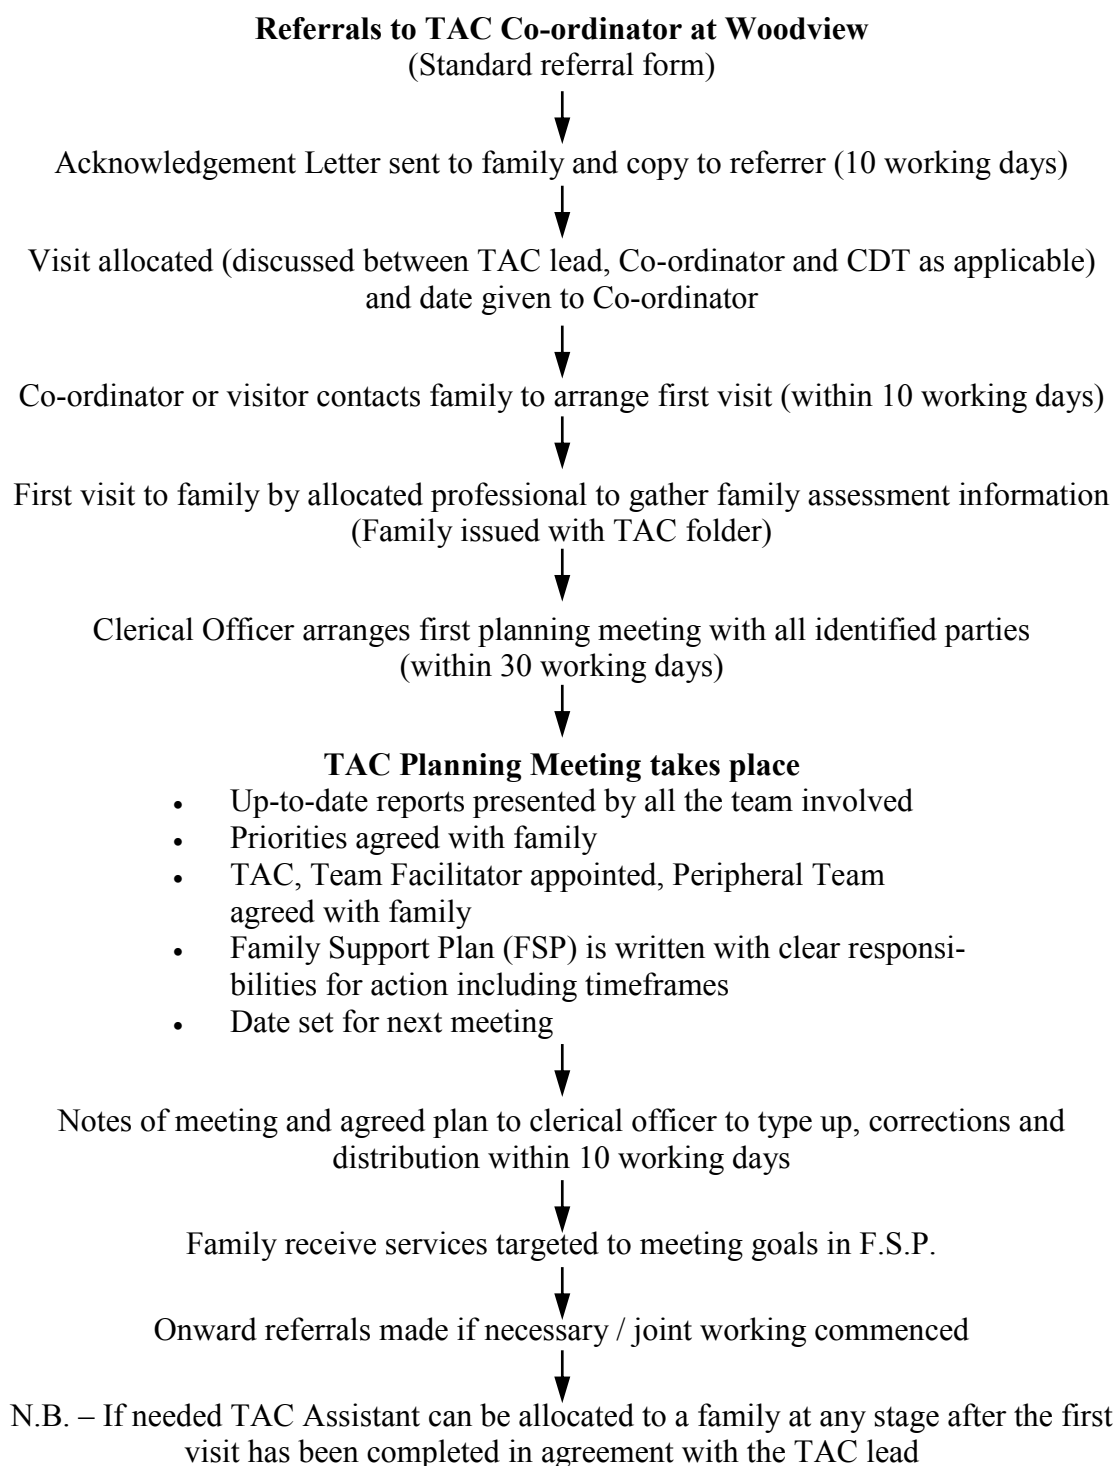 Referrals to TAC Co-ordinator at Woodview
(Standard referral form)
Acknowledgement Letter sent to family and copy to referrer (10 working days)
Visit allocated (discussed between TAC lead, Co-ordinator and CDT as applicable)
and date given to Co-ordinator
Co-ordinator or visitor contacts family to arrange first visit (within 10 working days)
First visit to family by allocated professional to gather family assessment information
(Family issued with TAC folder)
Clerical Officer arranges first planning meeting with all identified parties
(within 30 working days)
TAC Planning Meeting takes place
• Up-to-date reports presented by all the team involved
• Priorities agreed with family
• TAC, Team Facilitator appointed, Peripheral Team
agreed with family
• Family Support Plan (FSP) is written with clear responsi-
bilities for action including timeframes
• Date set for next meeting
Notes of meeting and agreed plan to clerical officer to type up, corrections and
distribution within 10 working days
Family receive services targeted to meeting goals in F.S.P.
Onward referrals made if necessary / joint working commenced
N.B. – If needed TAC Assistant can be allocated to a family at any stage after the first
visit has been completed in agreement with the TAC lead